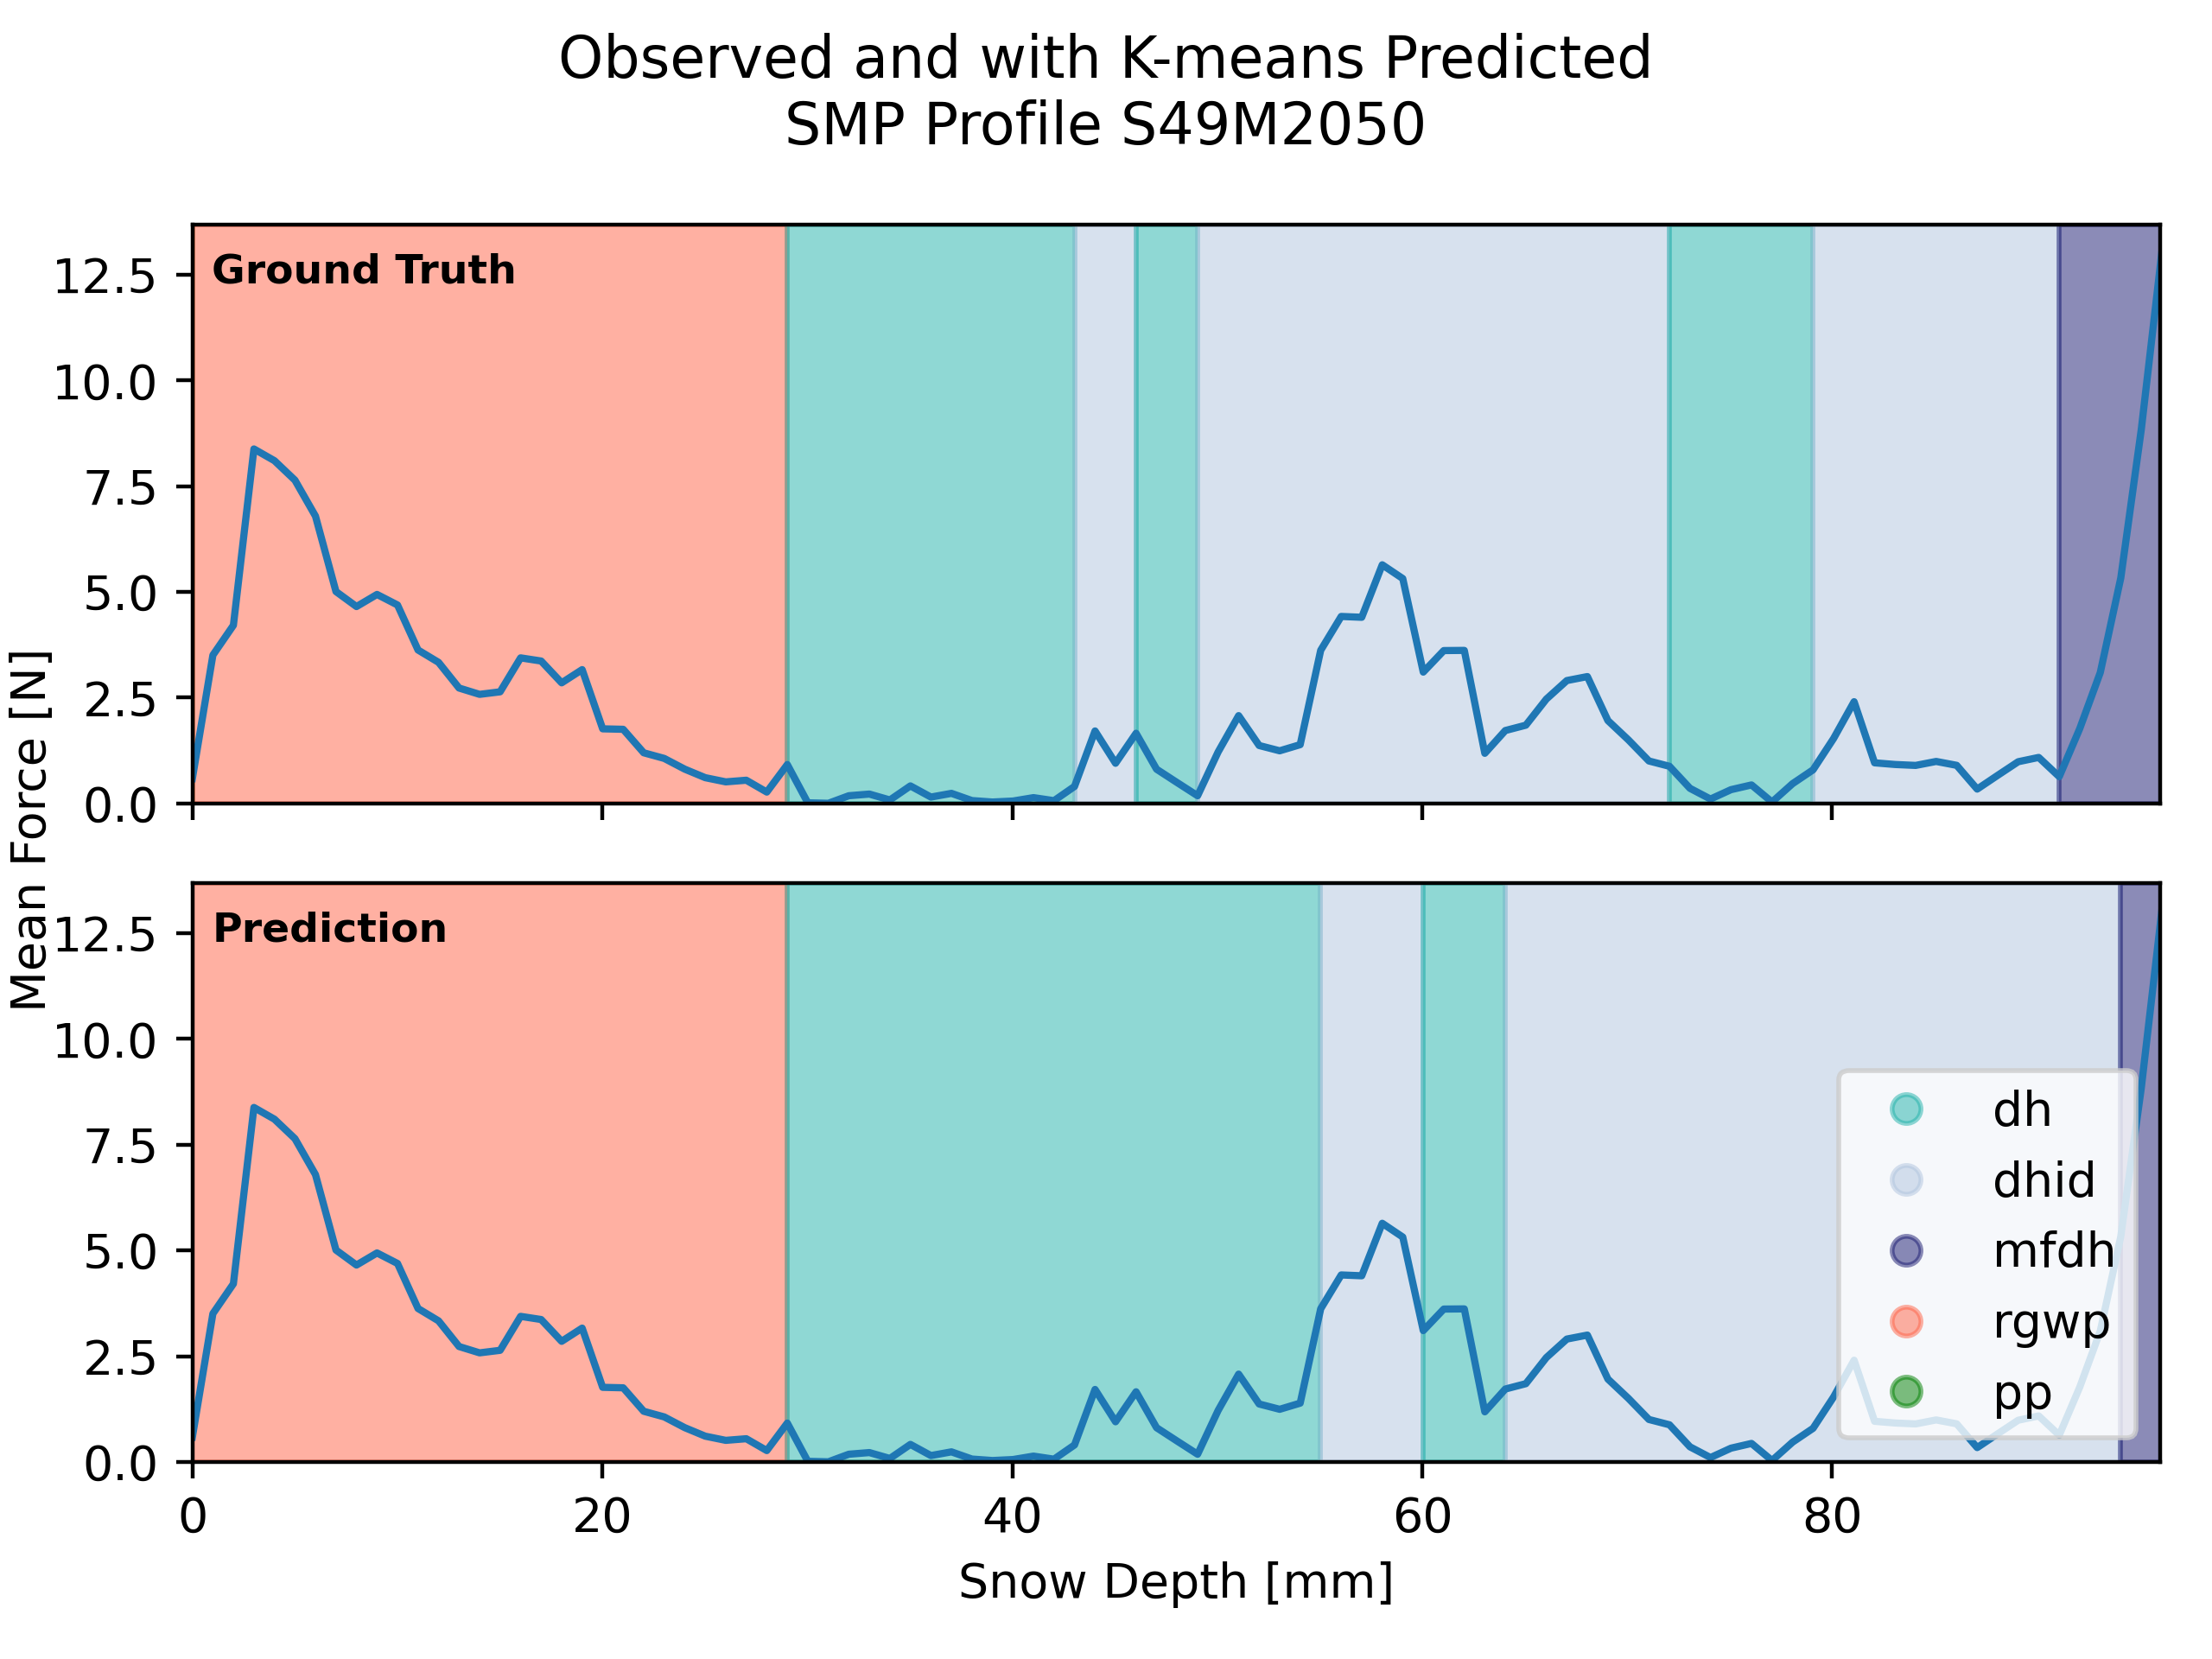 Observed and with K-means Predicted
SMP Profile S49M2050
Ground Truth
12.5
10.0
7.5
5.0
2.5
0.0
Mean Force [N]
Prediction
12.5
10.0
7.5
5.0
2.5
0.0
dh
dhid
mfdh
rgwp
pp
0 20 40 60 80
Snow Depth [mm]